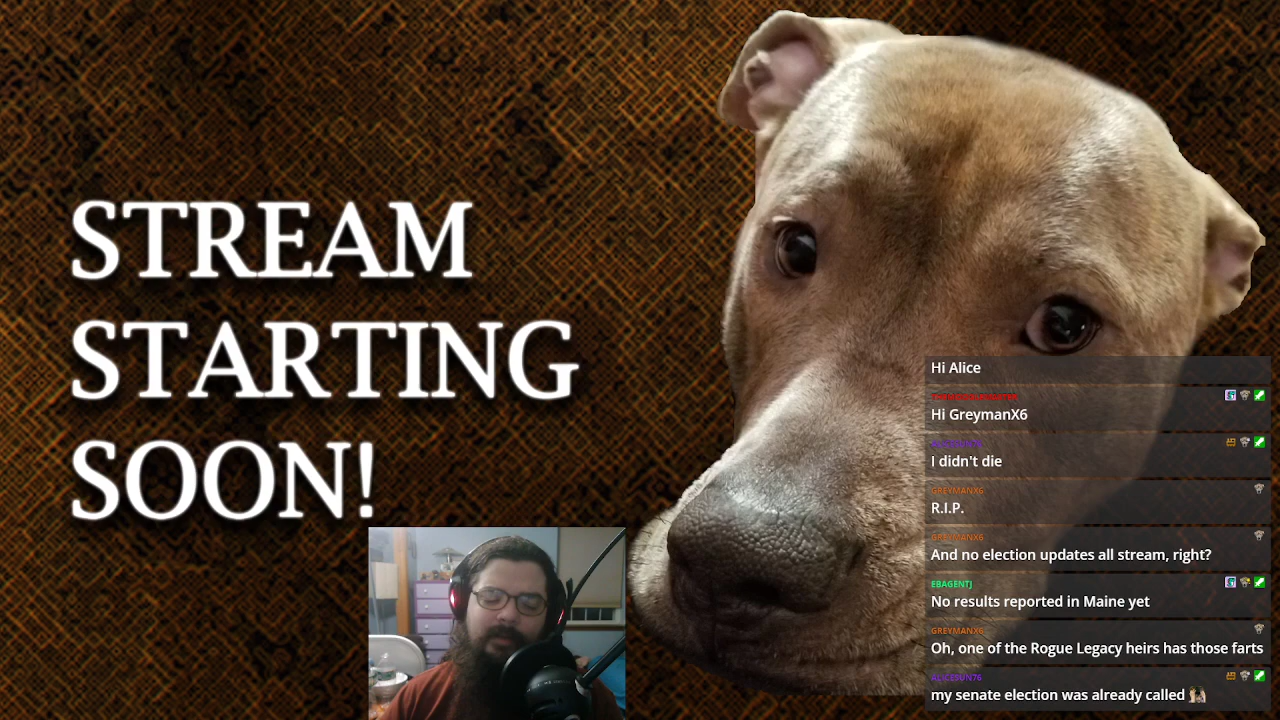 STREAM
STARTING
SOON!
Hi Alice
Hi GreymanX6
ALICESUN76
I didn't die
GREYMANX6
R.I.P.
GREYMANX6
And no election updates all stream, right?
EBAGENTJ
No results reported in Maine yet
GREYMANX6
Oh, one of the Rogue Legacy heirs has those farts
ALICESUN76
my senate election was already called